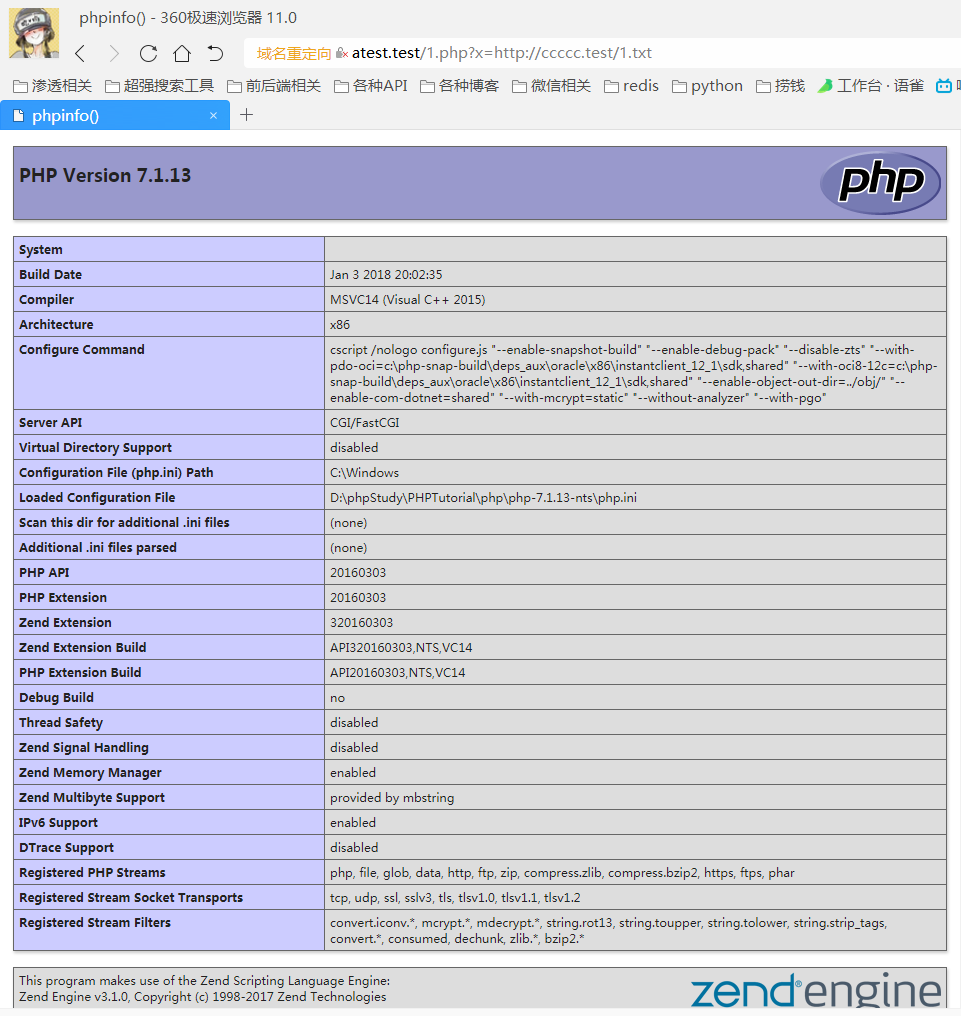 phpinfo() - 360极速浏览器 11.0
域名重定向 atest.test/1.php?x=http://ccccc.test/1.txt
渗透相关 超强搜索工具 前后端相关 各种API 各种博客 微信相关 redis python 捞钱 工作台 · 语雀
phpinfo() × +
PHP Version 7.1.13
php
System
Build Date Jan 3 2018 20:02:35
Compiler MSVC14 (Visual C++ 2015)
Architecture x86
Configure Command cscript /nologo configure.js "--enable-snapshot-build" "--enable-debug-pack" "--disable-zts" "--with-
pdo-oci=c:\php-snap-build\deps_aux\oracle\x86\instantclient_12_1\sdk,shared" "--with-oci8-12c=c:\php-
snap-build\deps_aux\oracle\x86\instantclient_12_1\sdk,shared" "--enable-object-out-dir=../obj/" "--
enable-com-dotnet=shared" "--with-mcrypt=static" "--without-analyzer" "--with-pgo"
Server API CGI/FastCGI
Virtual Directory Support disabled
Configuration File (php.ini) Path C:\Windows
Loaded Configuration File D:\phpStudy\PHPTutorial\php\php-7.1.13-nts\php.ini
Scan this dir for additional .ini files (none)
Additional .ini files parsed (none)
PHP API 20160303
PHP Extension 20160303
Zend Extension 320160303
Zend Extension Build API320160303,NTS,VC14
PHP Extension Build API20160303,NTS,VC14
Debug Build no
Thread Safety disabled
Zend Signal Handling disabled
Zend Memory Manager enabled
Zend Multibyte Support provided by mbstring
IPv6 Support enabled
DTrace Support disabled
Registered PHP Streams php, file, glob, data, http, ftp, zip, compress.zlib, compress.bzip2, https, ftps, phar
Registered Stream Socket Transports tcp, udp, ssl, sslv3, tls, tlsv1.0, tlsv1.1, tlsv1.2
Registered Stream Filters convert.iconv.*, mcrypt.*, mdecrypt.*, string.rot13, string.toupper, string.tolower, string.strip_tags,
convert.*, consumed, dechunk, zlib.*, bzip2.*
This program makes use of the Zend Scripting Language Engine:
Zend Engine v3.1.0, Copyright (c) 1998-2017 Zend Technologies
zend® engine